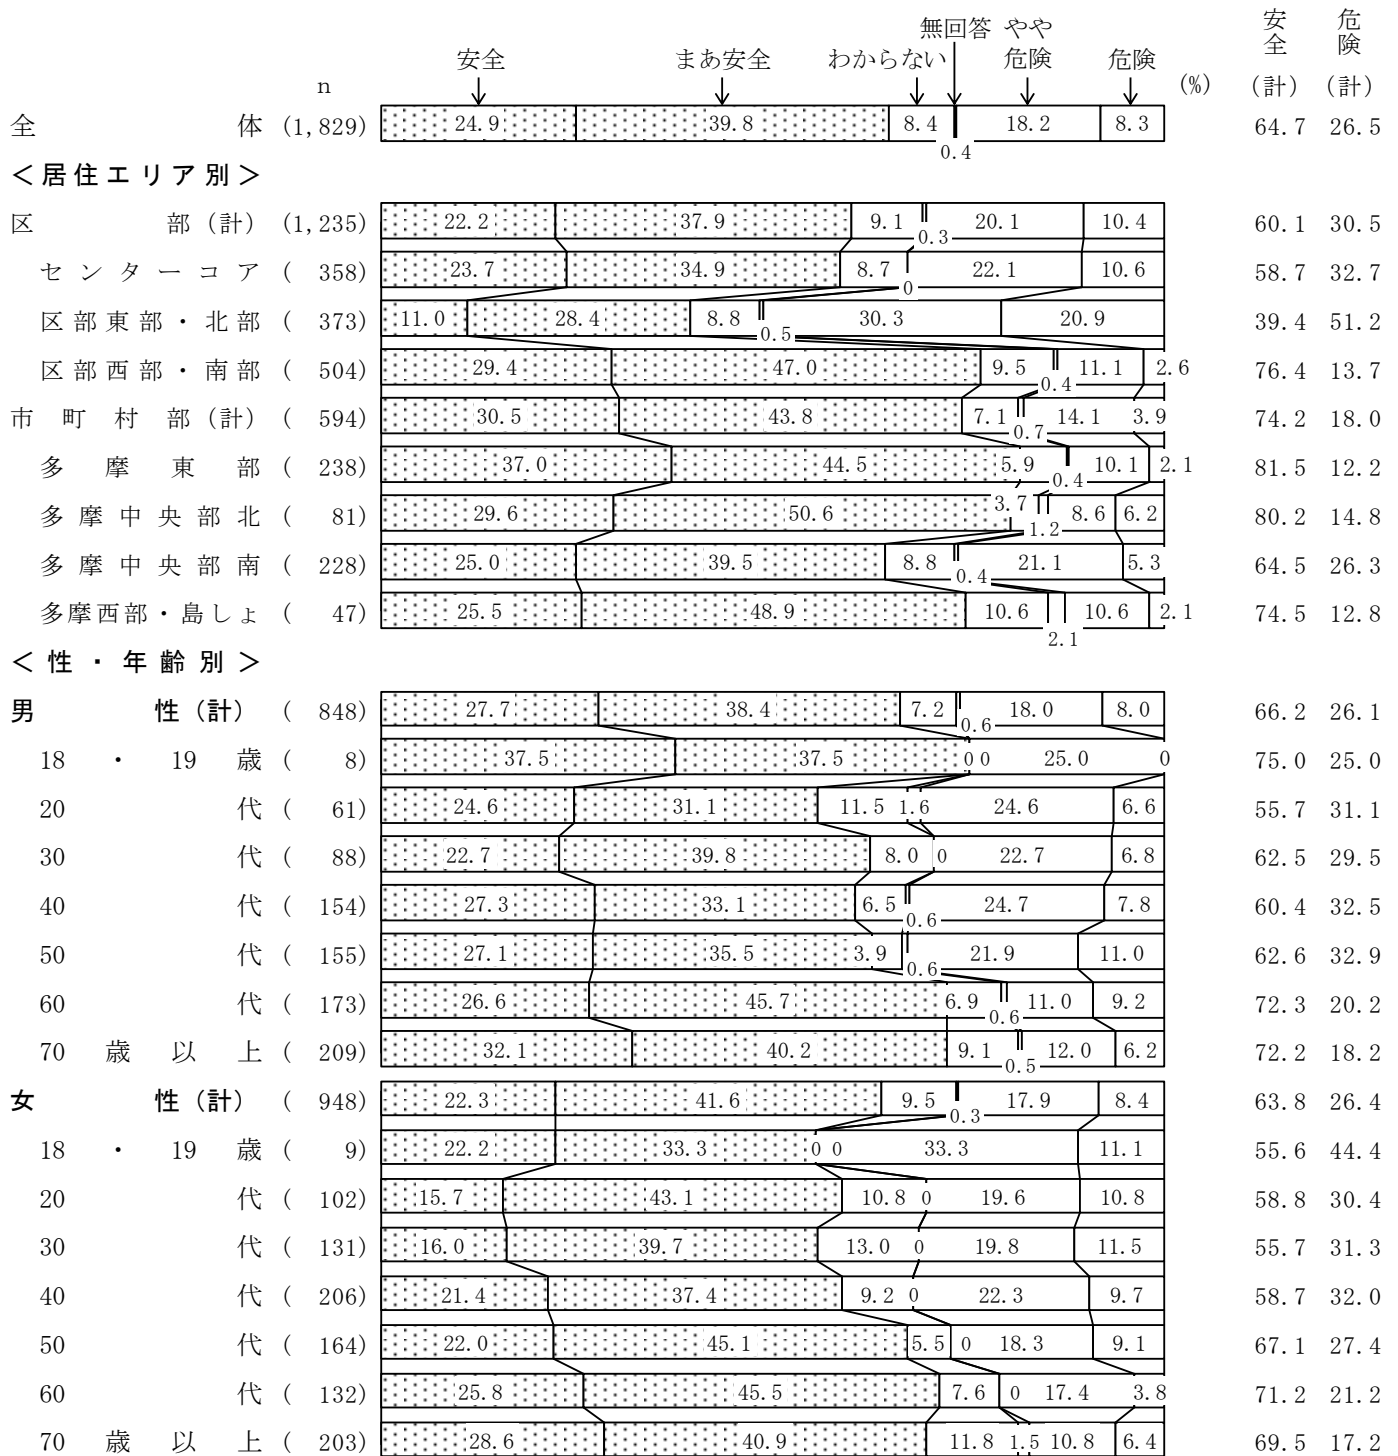 安全 まあ安全 わからない 無回答 やや危険 危険 安全 危険
n (%) （計） （計）
全体 (1,829) 24.9 39.8 8.4 0.4 18.2 8.3 64.7 26.5
＜居住エリア別＞
区部（計） (1,235) 22.2 37.9 9.1 0.3 20.1 10.4 60.1 30.5
センターコア ( 358) 23.7 34.9 8.7 0 22.1 10.6 58.7 32.7
区部東部・北部 ( 373) 11.0 28.4 8.8 0.5 30.3 20.9 39.4 51.2
区部西部・南部 ( 504) 29.4 47.0 9.5 0.4 11.1 2.6 76.4 13.7
市町村部（計） ( 594) 30.5 43.8 7.1 0.7 14.1 3.9 74.2 18.0
多摩東部 ( 238) 37.0 44.5 5.9 0.4 10.1 2.1 81.5 12.2
多摩中央部北 ( 81) 29.6 50.6 3.7 1.2 8.6 6.2 80.2 14.8
多摩中央部南 ( 228) 25.0 39.5 8.8 0.4 21.1 5.3 64.5 26.3
多摩西部・島しょ ( 47) 25.5 48.9 10.6 2.1 10.6 2.1 74.5 12.8
＜性・年齢別＞
男性（計） ( 848) 27.7 38.4 7.2 0.6 18.0 8.0 66.2 26.1
18・19歳 ( 8) 37.5 37.5 0 0 25.0 0 75.0 25.0
20代 ( 61) 24.6 31.1 11.5 1.6 24.6 6.6 55.7 31.1
30代 ( 88) 22.7 39.8 8.0 0 22.7 6.8 62.5 29.5
40代 ( 154) 27.3 33.1 6.5 0.6 24.7 7.8 60.4 32.5
50代 ( 155) 27.1 35.5 3.9 0.6 21.9 11.0 62.6 32.9
60代 ( 173) 26.6 45.7 6.9 0.6 11.0 9.2 72.3 20.2
70歳以上 ( 209) 32.1 40.2 9.1 0.5 12.0 6.2 72.2 18.2
女性（計） ( 948) 22.3 41.6 9.5 0.3 17.9 8.4 63.8 26.4
18・19歳 ( 9) 22.2 33.3 0 0 33.3 11.1 55.6 44.4
20代 ( 102) 15.7 43.1 10.8 0 19.6 10.8 58.8 30.4
30代 ( 131) 16.0 39.7 13.0 0 19.8 11.5 55.7 31.3
40代 ( 206) 21.4 37.4 9.2 0 22.3 9.7 58.7 32.0
50代 ( 164) 22.0 45.1 5.5 0 18.3 9.1 67.1 27.4
60代 ( 132) 25.8 45.5 7.6 0 17.4 3.8 71.2 21.2
70歳以上 ( 203) 28.6 40.9 11.8 1.5 10.8 6.4 69.5 17.2